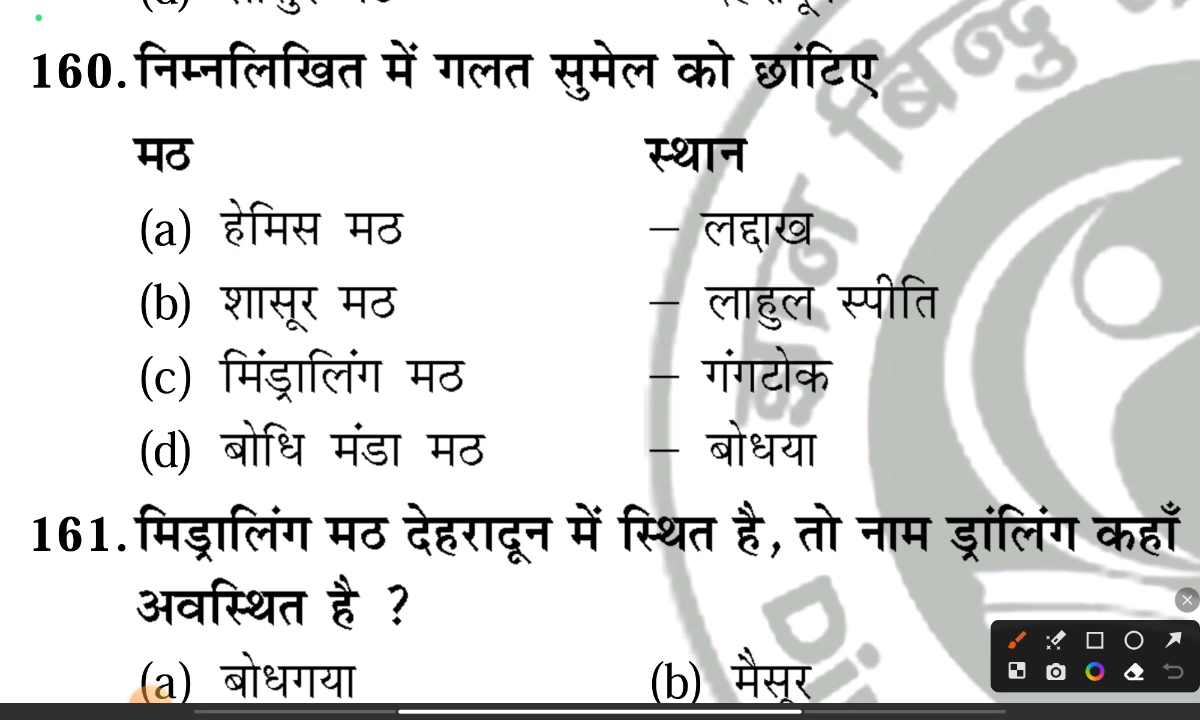 160. निम्नलिखित में गलत सुमेल को छांटिए
मठ स्थान
(a) हेमिस मठ – लद्दाख
(b) शासूर मठ – लाहुल स्पीति
(c) मिंड्रालिंग मठ – गंगटोक
(d) बोधि मंडा मठ – बोधया
161. मिड्रालिंग मठ देहरादून में स्थित है, तो नाम ड्रांलिंग कहाँ
अवस्थित है ?
(a) बोधगया (b) मैसूर
ज्ञान बिन्दु